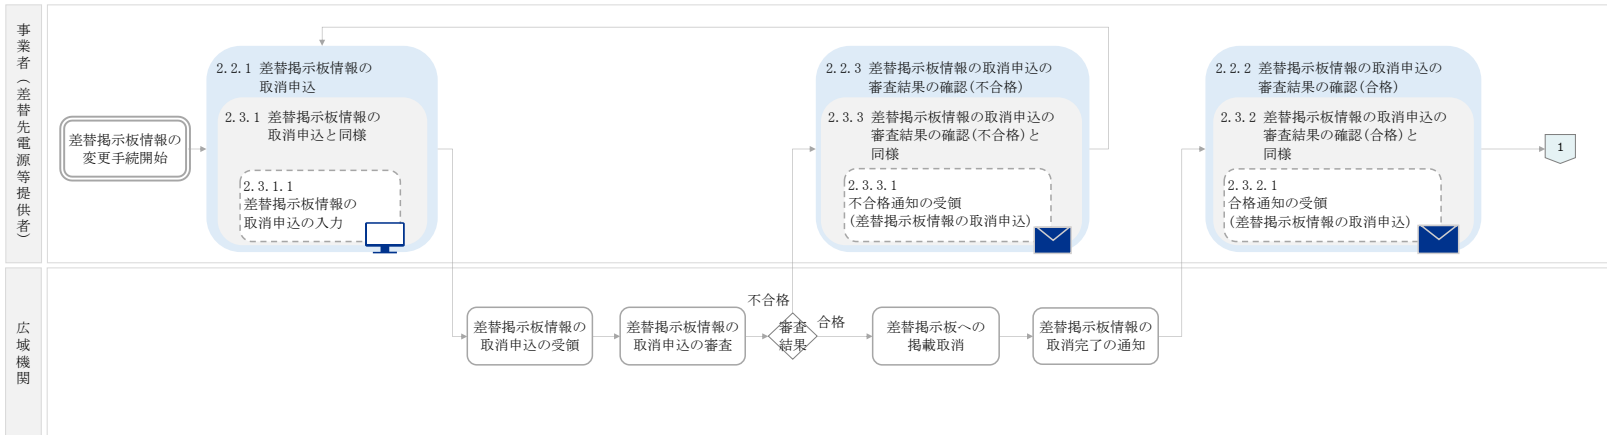 事業者（差替先電源等提供者）
差替掲示板情報の
変更手続開始
2.2.1 差替掲示板情報の
取消申込
2.3.1 差替掲示板情報の
取消申込と同様
2.3.1.1
差替掲示板情報の
取消申込の入力
2.2.3 差替掲示板情報の取消申込の
審査結果の確認(不合格)
2.3.3 差替掲示板情報の取消申込の
審査結果の確認(不合格)と
同様
2.3.3.1
不合格通知の受領
(差替掲示板情報の取消申込)
2.2.2 差替掲示板情報の取消申込の
審査結果の確認(合格)
2.3.2 差替掲示板情報の取消申込の
審査結果の確認(合格)と
同様
2.3.2.1
合格通知の受領
(差替掲示板情報の取消申込)
1
広域機関
差替掲示板情報の
取消申込の受領
差替掲示板情報の
取消申込の審査
不合格
審査
結果
合格
差替掲示板への
掲載取消
差替掲示板情報の
取消完了の通知